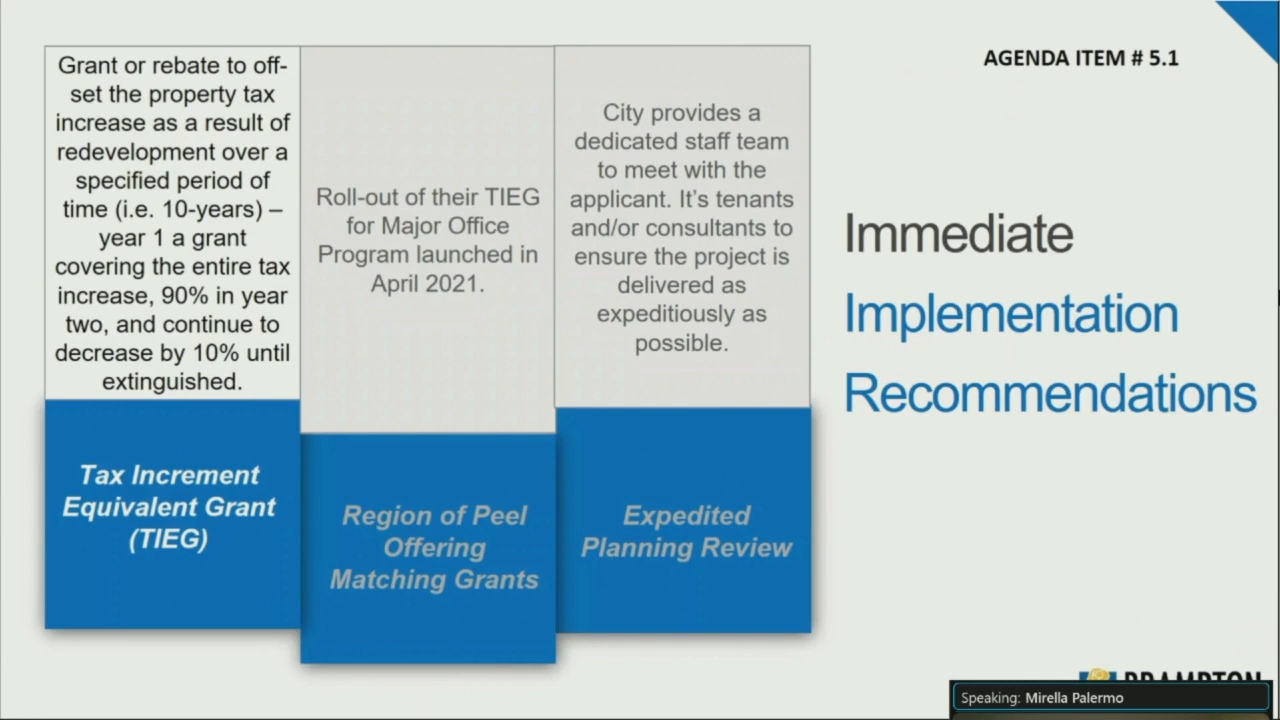 AGENDA ITEM # 5.1
Grant or rebate to off-
set the property tax
increase as a result of
redevelopment over a
specified period of
time (i.e. 10-years) –
year 1 a grant
covering the entire tax
increase, 90% in year
two, and continue to
decrease by 10% until
extinguished.
Tax Increment
Equivalent Grant
(TIEG)
Roll-out of their TIEG
for Major Office
Program launched in
April 2021.
Region of Peel
Offering
Matching Grants
City provides a
dedicated staff team
to meet with the
applicant. It’s tenants
and/or consultants to
ensure the project is
delivered as
expeditiously as
possible.
Expedited
Planning Review
Immediate
Implementation
Recommendations
BRAMPTON
Speaking: Mirella Palermo